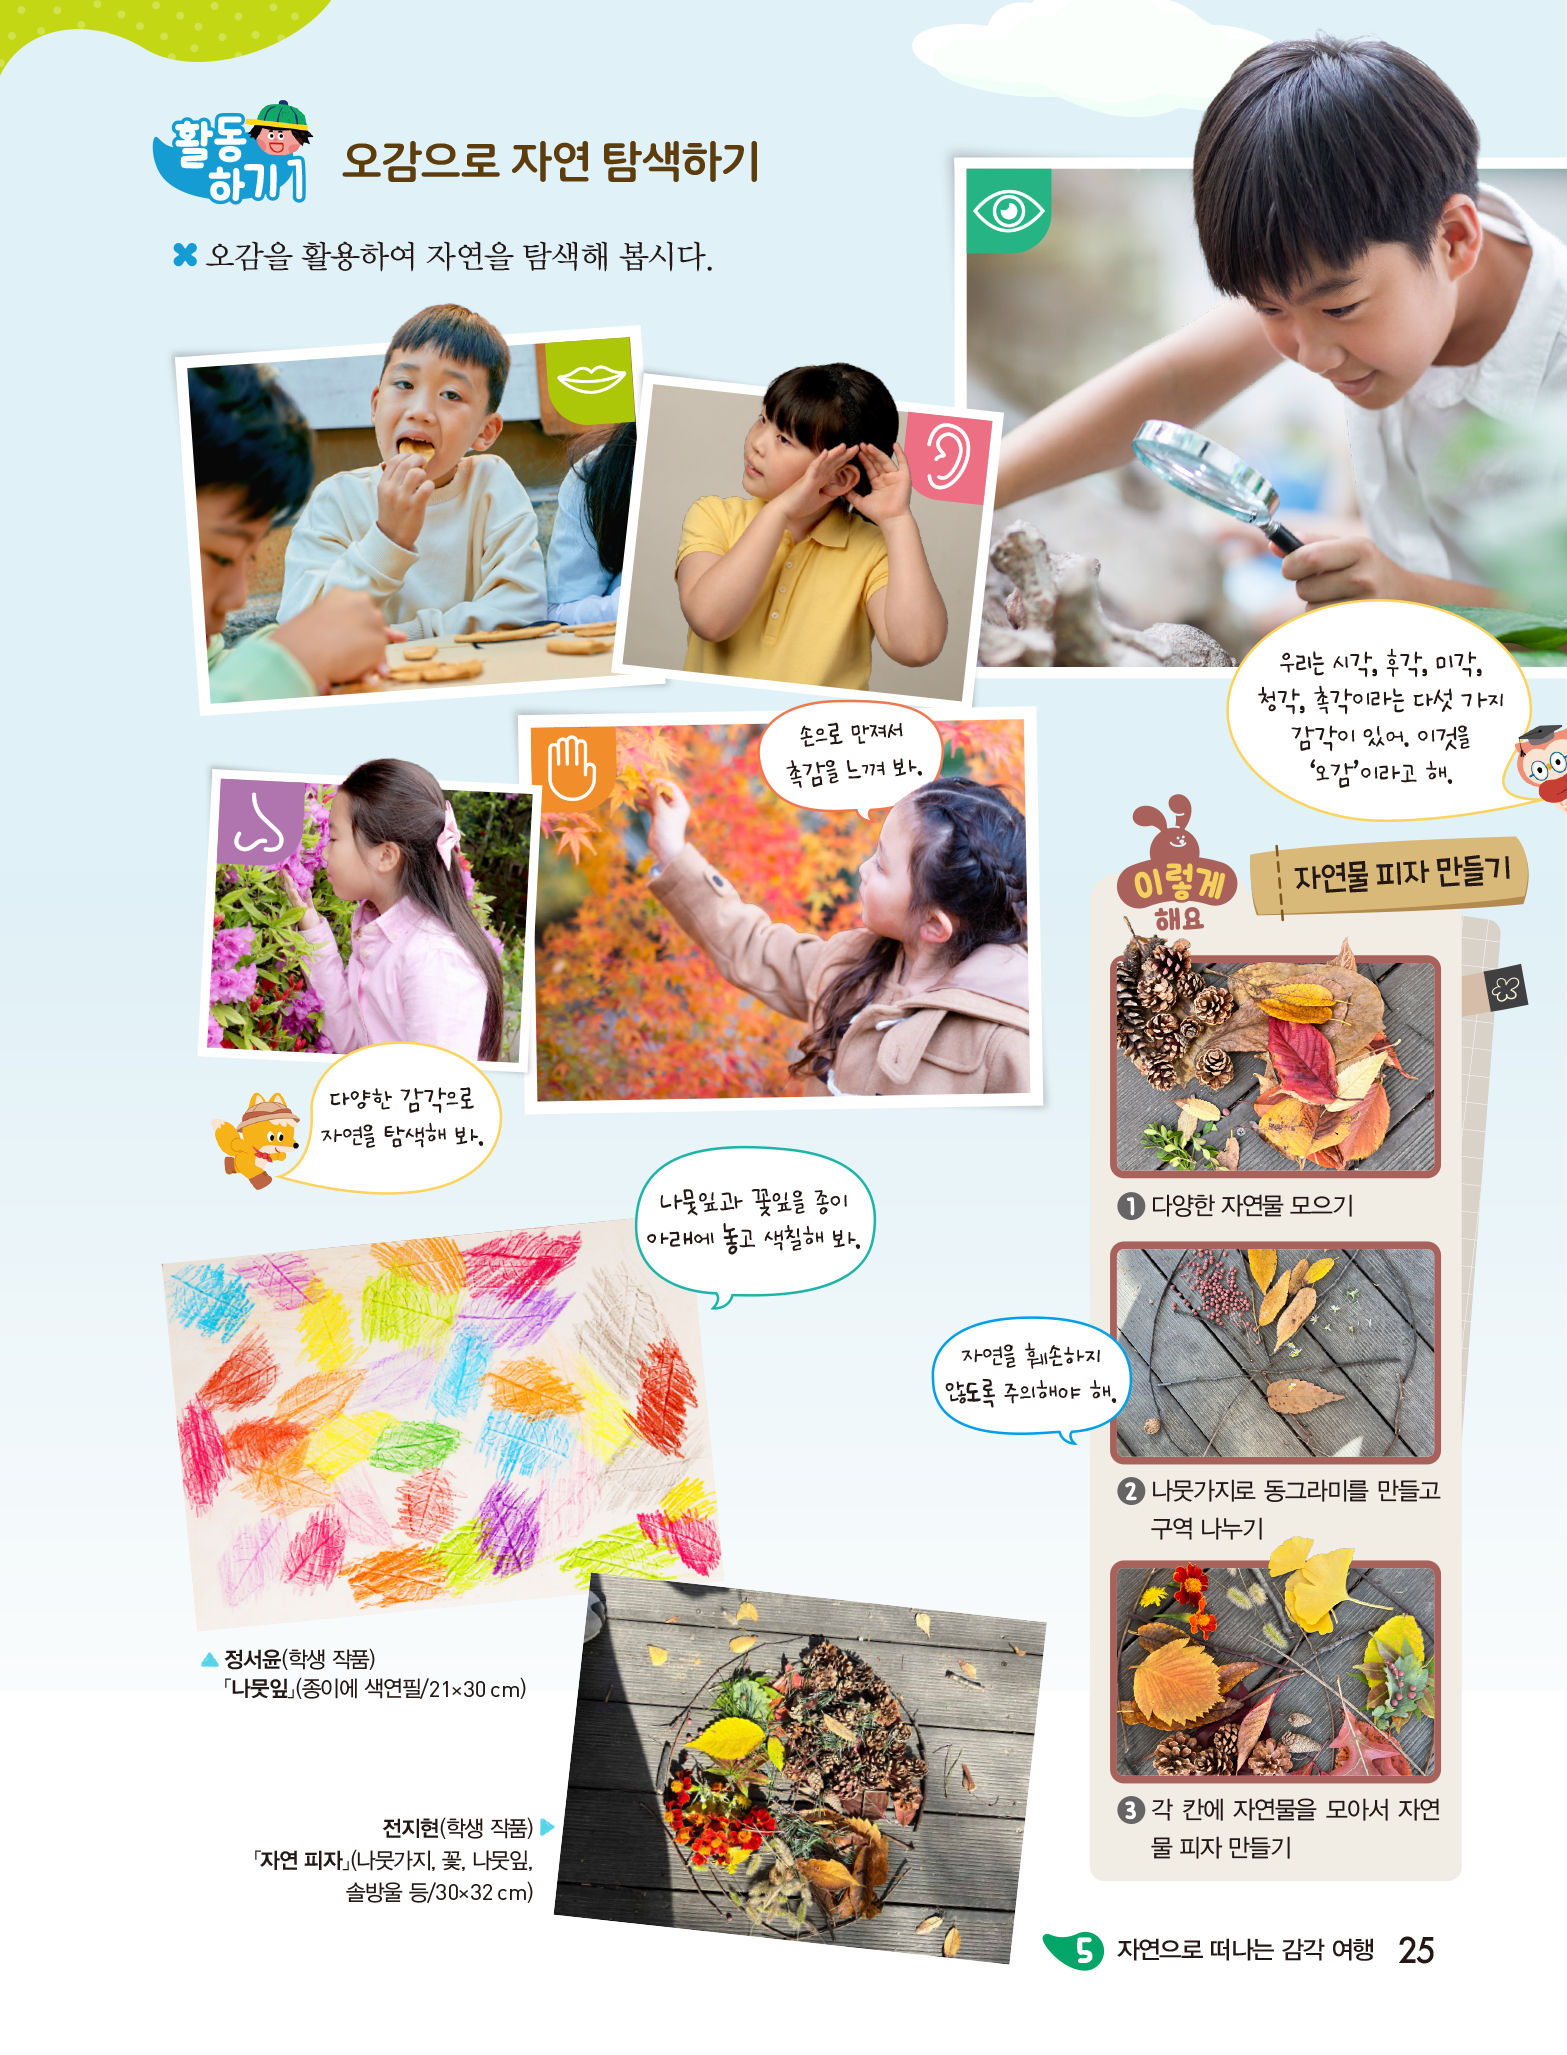 활동
하기 1
오감으로 자연 탐색하기
오감을 활용하여 자연을 탐색해 봅시다.
우리는 시각, 후각, 미각,
청각, 촉각이라는 다섯 가지
감각이 있어. 이것을
‘오감’이라고 해.
손으로 만져서
촉감을 느껴 봐.
다양한 감각으로
자연을 탐색해 봐.
나뭇잎과 꽃잎을 종이
아래에 놓고 색칠해 봐.
▲ 정서윤(학생 작품)
「나뭇잎」(종이에 색연필/21×30 cm)
전지현(학생 작품) ▶
「자연 피자」(나뭇가지, 꽃, 나뭇잎,
솔방울 등/30×32 cm)
이렇게
해요
자연물 피자 만들기
1 다양한 자연물 모으기
자연을 훼손하지
않도록 주의해야 해.
2 나뭇가지로 동그라미를 만들고
구역 나누기
3 각 칸에 자연물을 모아서 자연
물 피자 만들기
5 자연으로 떠나는 감각 여행 25